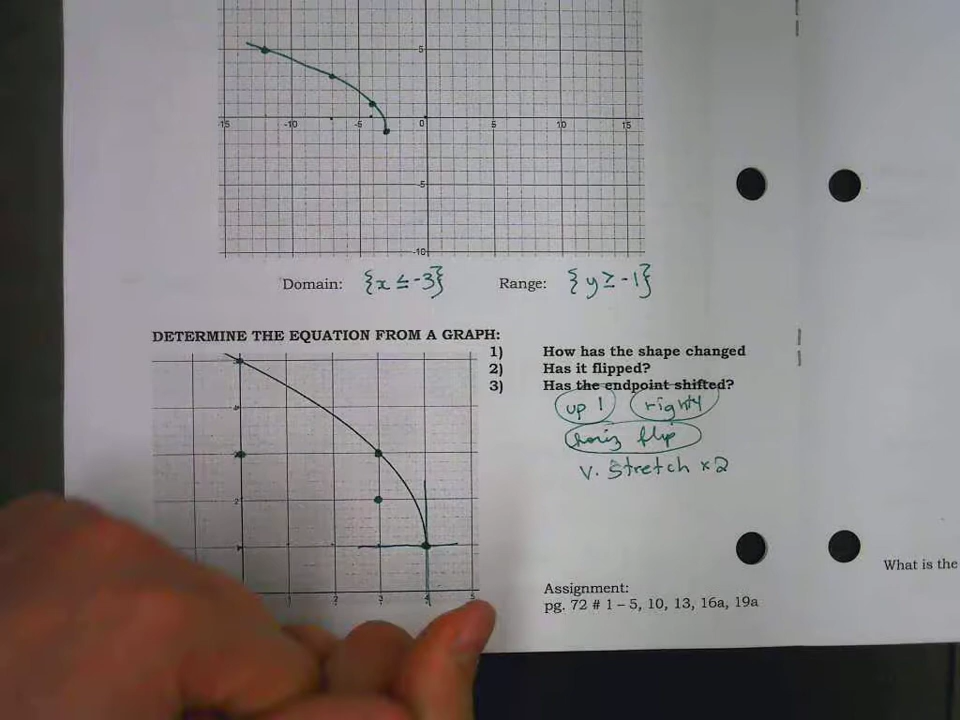 5
-15 -10 -5 0 5 10 15
-5
-10
Domain: {x ≤ -3} Range: {y ≥ -1}
DETERMINE THE EQUATION FROM A GRAPH:
1) How has the shape changed
2) Has it flipped?
3) Has the endpoint shifted?
up 1 right 4
horiz flip
v. stretch x2
2
3 4 5
What is the
Assignment:
pg. 72 # 1 – 5, 10, 13, 16a, 19a